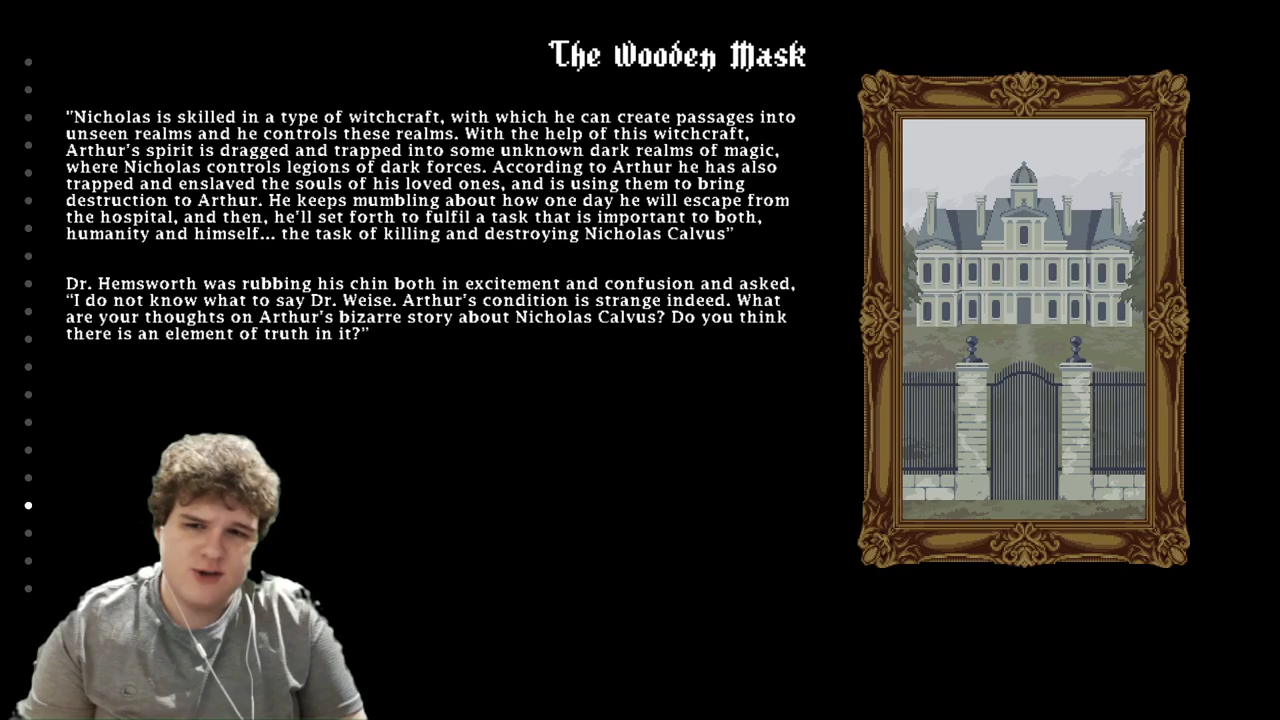 The Wooden Mask
"Nicholas is skilled in a type of witchcraft, with which he can create passages into
unseen realms and he controls these realms. With the help of this witchcraft,
Arthur's spirit is dragged and trapped into some unknown dark realms of magic,
where Nicholas controls legions of dark forces. According to Arthur he has also
trapped and enslaved the souls of his loved ones, and is using them to bring
destruction to Arthur. He keeps mumbling about how one day he will escape from
the hospital, and then, he'll set forth to fulfil a task that is important to both,
humanity and himself... the task of killing and destroying Nicholas Calvus”
Dr. Hemsworth was rubbing his chin both in excitement and confusion and asked,
“I do not know what to say Dr. Weise. Arthur's condition is strange indeed. What
are your thoughts on Arthur's bizarre story about Nicholas Calvus? Do you think
there is an element of truth in it?”